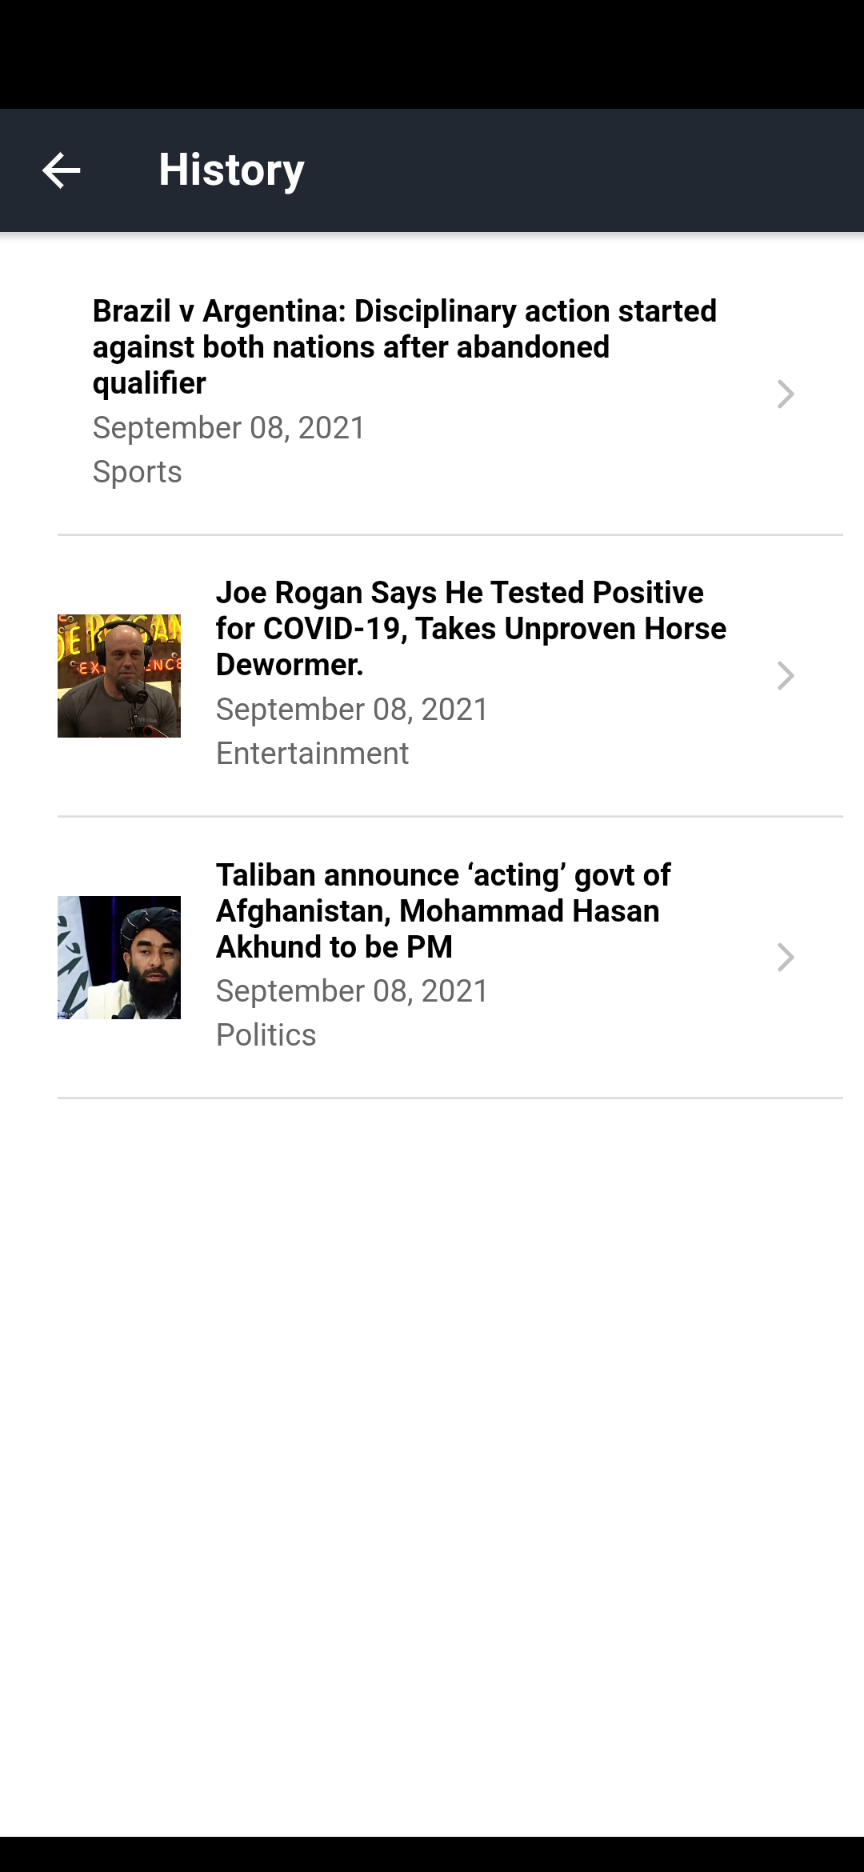 History
Brazil v Argentina: Disciplinary action started
against both nations after abandoned
qualifier
September 08, 2021
Sports
Joe Rogan Says He Tested Positive
for COVID-19, Takes Unproven Horse
Dewormer.
September 08, 2021
Entertainment
Taliban announce ‘acting’ govt of
Afghanistan, Mohammad Hasan
Akhund to be PM
September 08, 2021
Politics